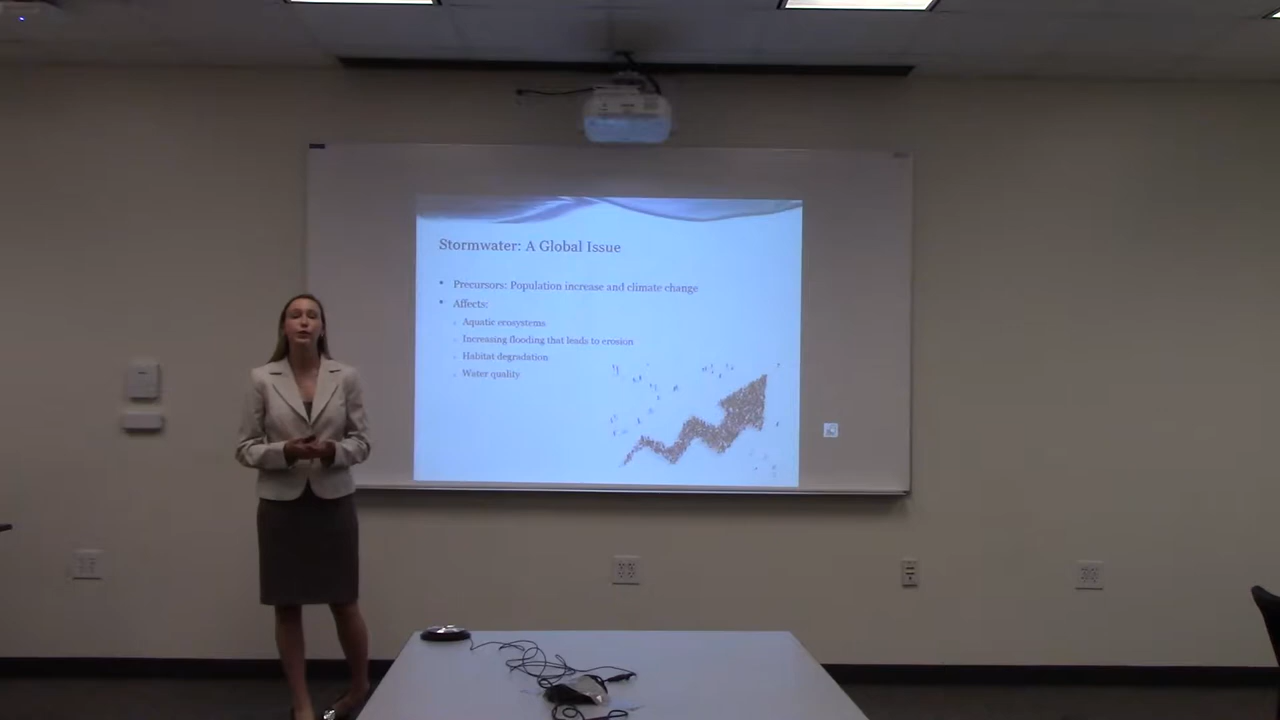 Stormwater: A Global Issue
Precursors: Population increase and climate change
Affects:
Aquatic ecosystems
Increasing flooding that leads to erosion
Habitat degradation
Water quality